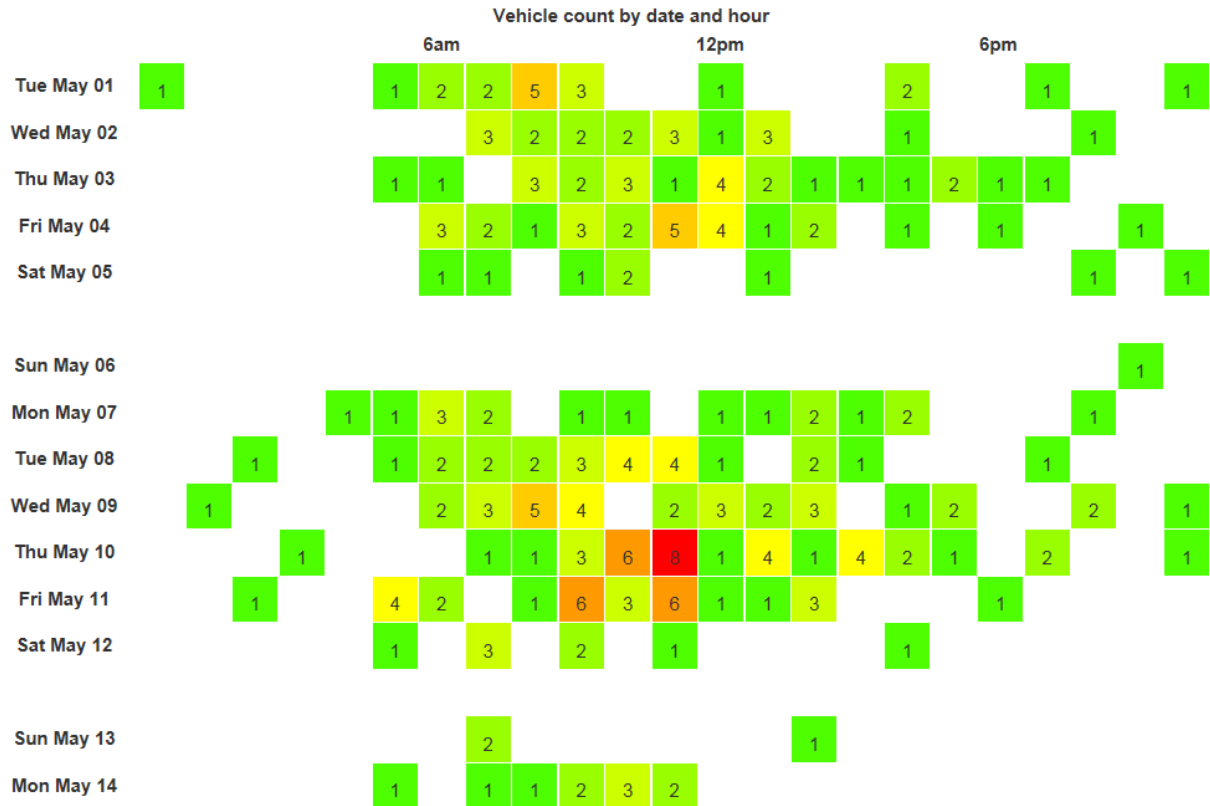 Vehicle count by date and hour
6am 12pm 6pm
Tue May 01 1 1 2 2 5 3 1 2 1 1
Wed May 02 3 2 2 2 3 1 3 1 1
Thu May 03 1 1 3 2 3 1 4 2 1 1 1 2 1 1
Fri May 04 3 2 1 3 2 5 4 1 2 1 1 1
Sat May 05 1 1 1 2 1 1 1
Sun May 06 1
Mon May 07 1 1 3 2 1 1 1 1 2 1 2 1
Tue May 08 1 1 2 2 2 3 4 4 1 2 1 1
Wed May 09 1 2 3 5 4 2 3 2 3 1 2 2 1
Thu May 10 1 1 1 3 6 8 1 4 1 4 2 1 2 1
Fri May 11 1 4 2 1 6 3 6 1 1 3 1
Sat May 12 1 3 2 1 1
Sun May 13 2 1
Mon May 14 1 1 1 2 3 2